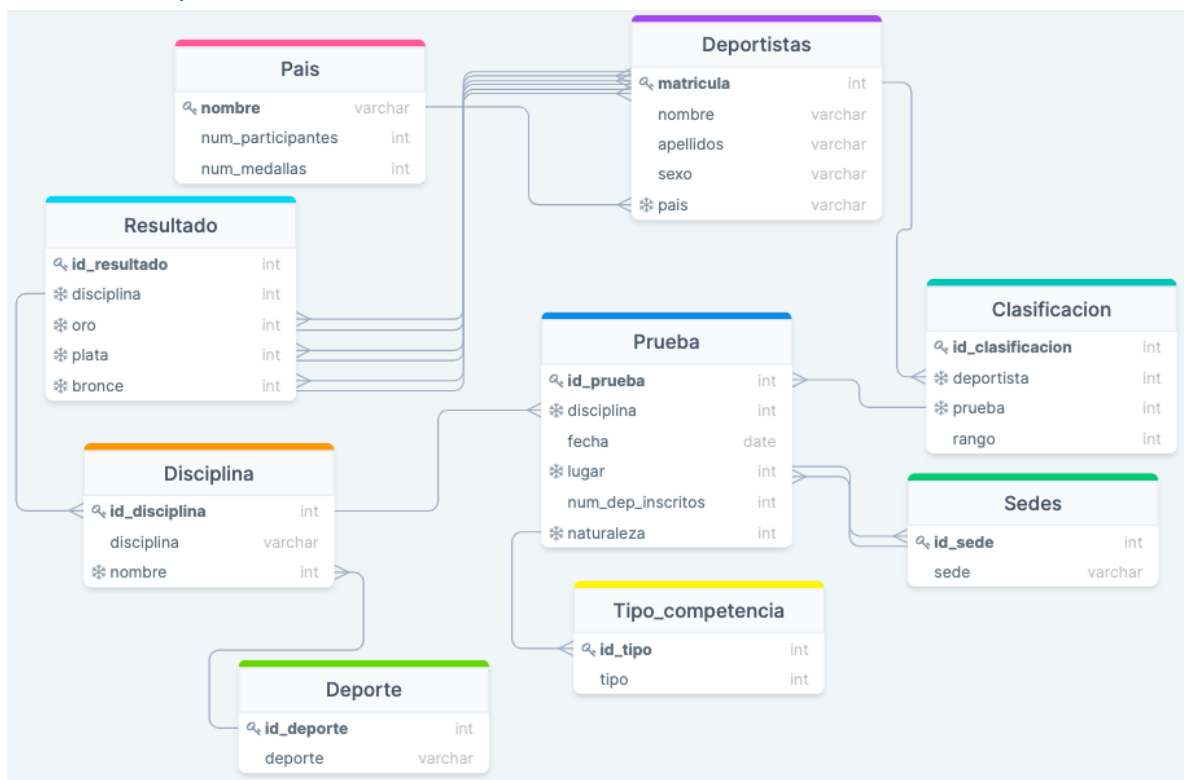 Pais
nombre varchar
num_participantes int
num_medallas int
Deportistas
matricula int
nombre varchar
apellidos varchar
sexo varchar
pais varchar
Resultado
id_resultado int
disciplina int
oro int
plata int
bronce int
Prueba
id_prueba int
disciplina int
fecha date
lugar int
num_dep_inscritos int
naturaleza int
Clasificacion
id_clasificacion int
deportista int
prueba int
rango int
Disciplina
id_disciplina int
disciplina varchar
nombre int
Sedes
id_sede int
sede varchar
Tipo_competencia
id_tipo int
tipo int
Deporte
id_deporte int
deporte varchar